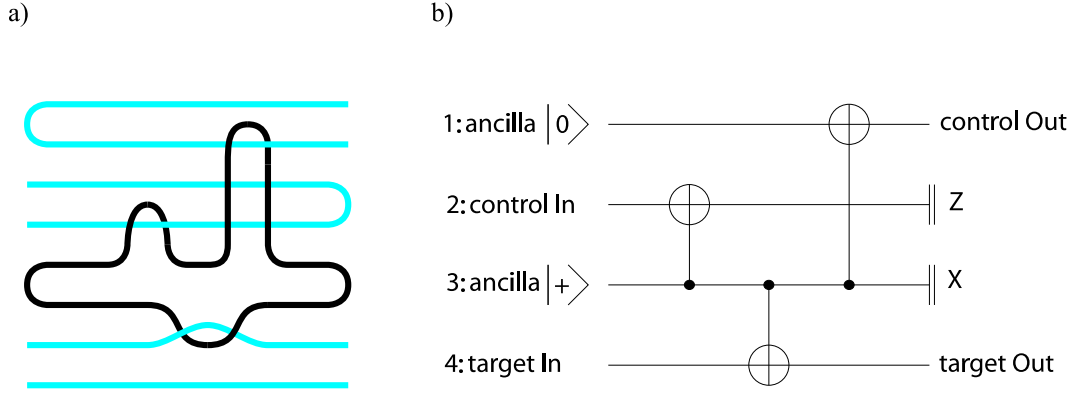 a)
b)
1: ancilla |0>
control Out
2: control In
Z
3: ancilla |+>
X
4: target In
target Out